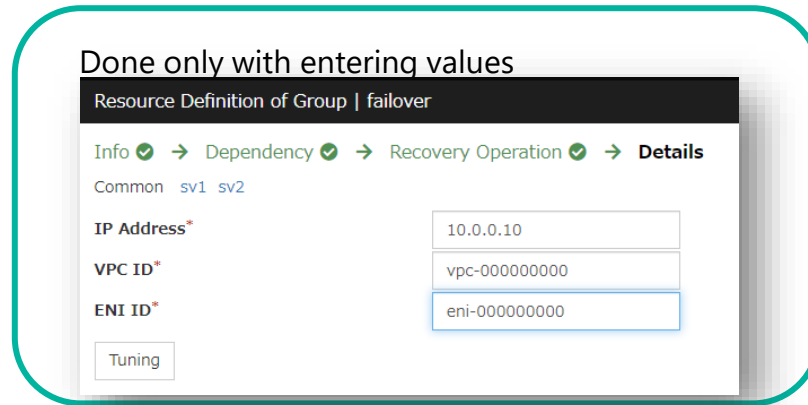 Done only with entering values
Resource Definition of Group | failover
Info → Dependency → Recovery Operation → Details
Common sv1 sv2
IP Address* 10.0.0.10
VPC ID* vpc-000000000
ENI ID* eni-000000000
Tuning